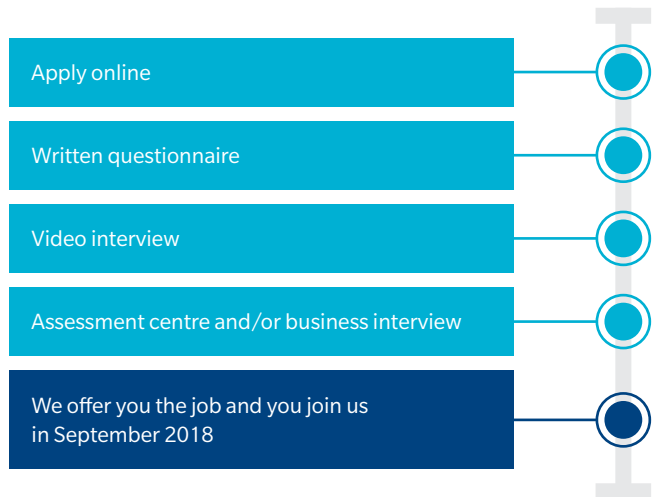 Apply online
Written questionnaire
Video interview
Assessment centre and/or business interview
We offer you the job and you join us
in September 2018